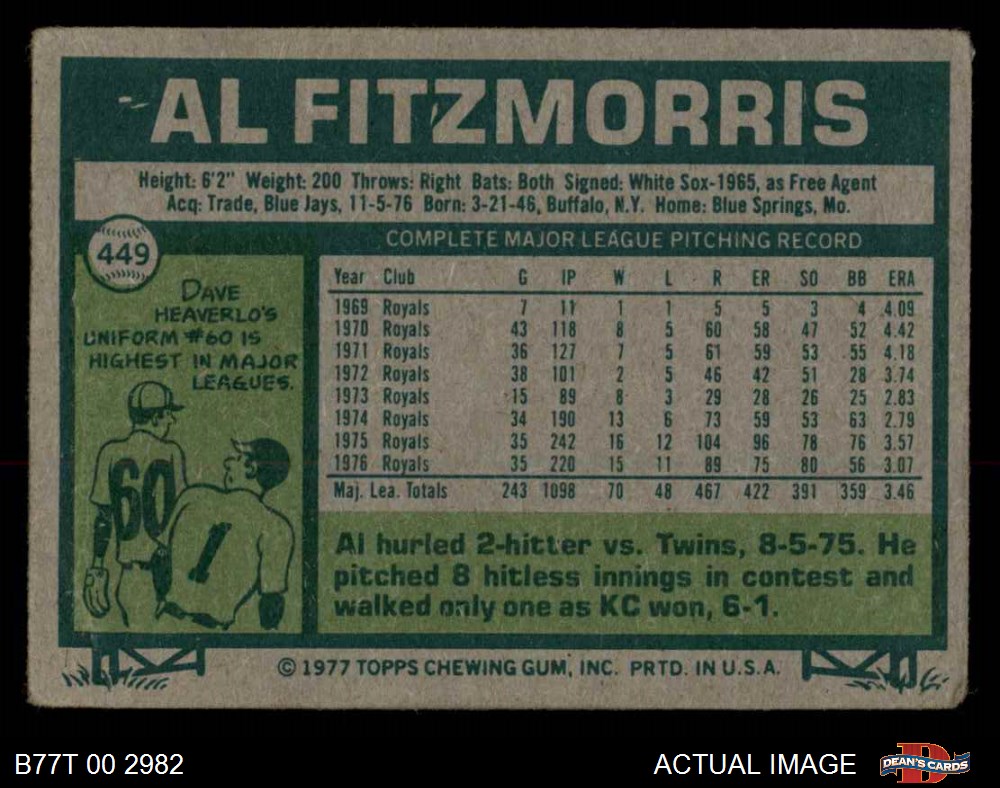 AL FITZMORRIS
Height: 6'2" Weight: 200 Throws: Right Bats: Both Signed: White Sox-1965, as Free Agent
Acq: Trade, Blue Jays, 11-5-76 Born: 3-21-46, Buffalo, N.Y. Home: Blue Springs, Mo.
449
DAVE
HEAVERLO'S
UNIFORM #60 IS
HIGHEST IN MAJOR
LEAGUES.
60
1
COMPLETE MAJOR LEAGUE PITCHING RECORD
Year Club G IP W L R ER SO BB ERA
1969 Royals 7 11 1 1 5 5 3 4 4.09
1970 Royals 43 118 8 5 60 58 47 52 4.42
1971 Royals 36 127 7 5 61 59 53 55 4.18
1972 Royals 38 101 2 5 46 42 51 28 3.74
1973 Royals 15 89 8 3 29 28 26 25 2.83
1974 Royals 34 190 13 6 73 59 53 63 2.79
1975 Royals 35 242 16 12 104 96 78 76 3.57
1976 Royals 35 220 15 11 89 75 80 56 3.07
Maj. Lea. Totals 243 1098 70 48 467 422 391 359 3.46
Al hurled 2-hitter vs. Twins, 8-5-75. He
pitched 8 hitless innings in contest and
walked only one as KC won, 6-1.
© 1977 TOPPS CHEWING GUM, INC. PRTD. IN U.S.A.
B77T 00 2982
ACTUAL IMAGE
D
DEAN'S CARDS